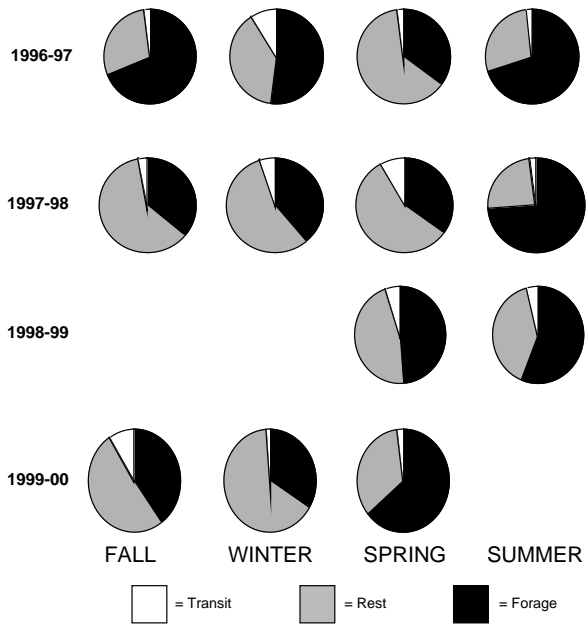 1996-97
1997-98
1998-99
1999-00
FALL WINTER SPRING SUMMER
= Transit = Rest = Forage